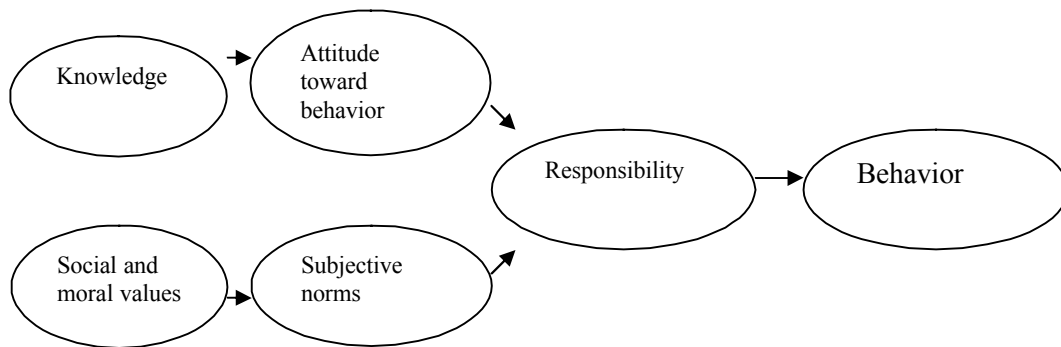 Knowledge
Attitude
toward
behavior
Responsibility
Behavior
Social and
moral values
Subjective
norms